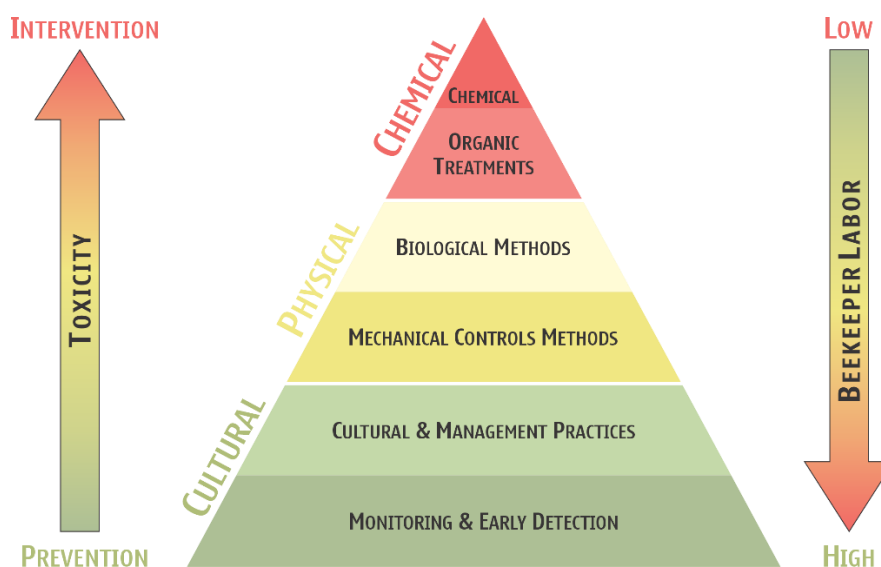 INTERVENTION
TOXICITY
PREVENTION
CHEMICAL
PHYSICAL
CULTURAL
CHEMICAL
ORGANIC
TREATMENTS
BIOLOGICAL METHODS
MECHANICAL CONTROLS METHODS
CULTURAL & MANAGEMENT PRACTICES
MONITORING & EARLY DETECTION
LOW
BEEKEEPER LABOR
HIGH